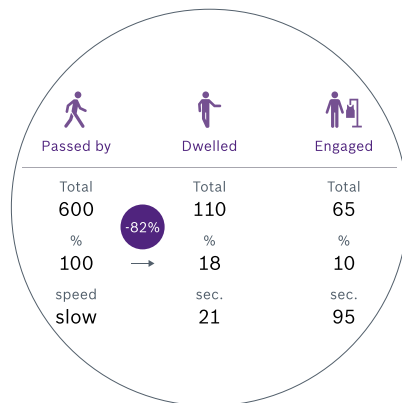 Passed by Dwelled Engaged
Total Total Total
600 110 65
-82%
% % %
100 18 10
speed sec. sec.
slow 21 95